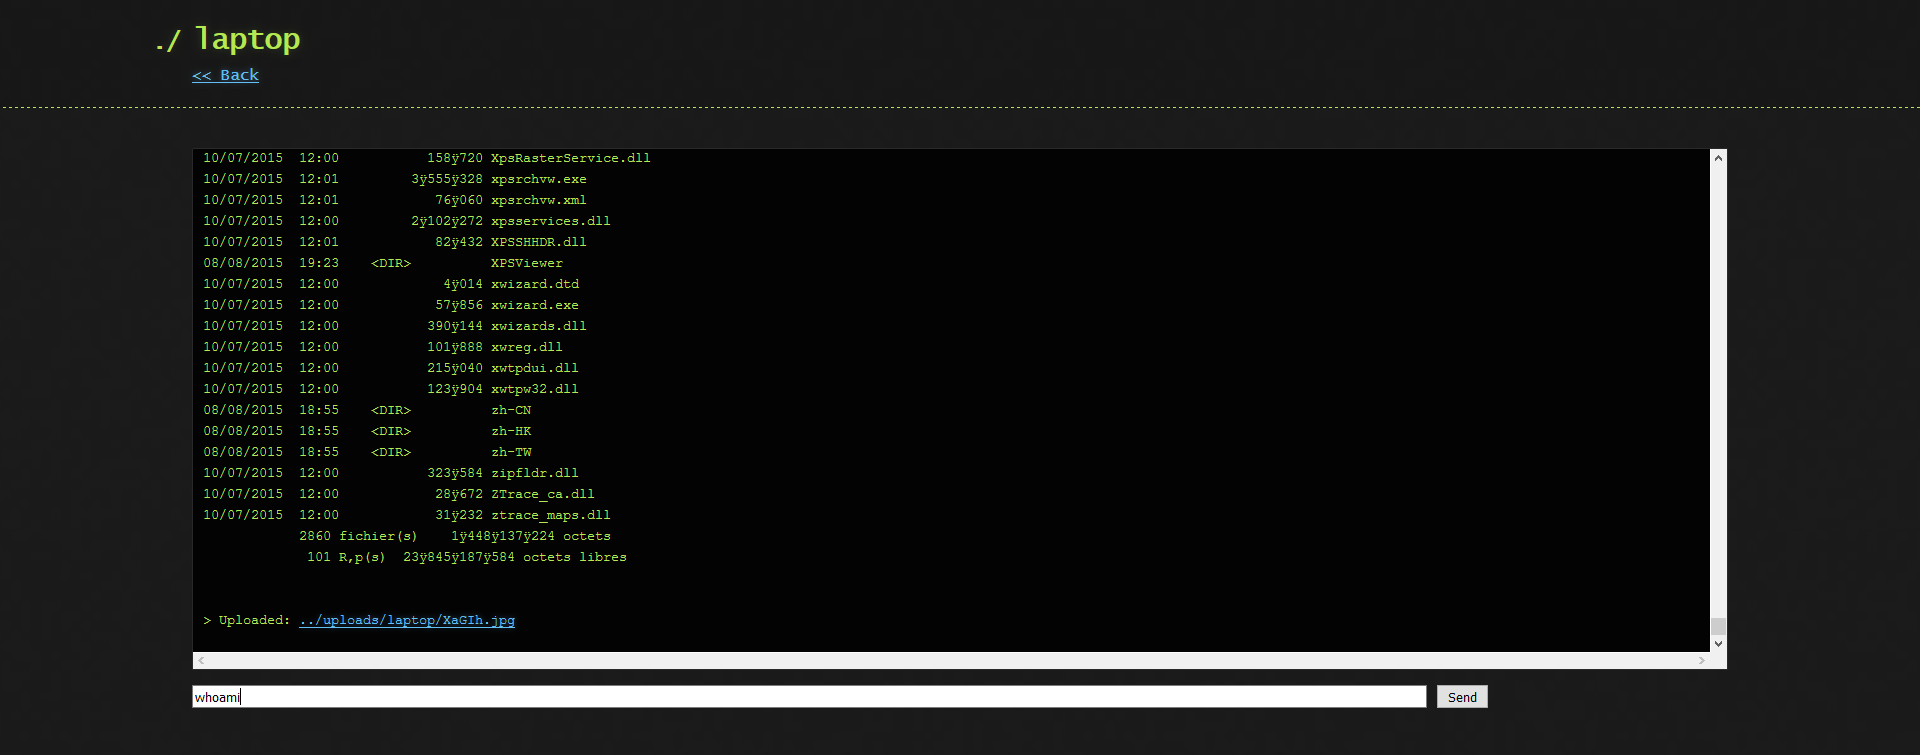 ./ laptop
<< Back
10/07/2015  12:00           158ÿ720 XpsRasterService.dll
10/07/2015  12:01         3ÿ555ÿ328 xpsrchvw.exe
10/07/2015  12:01            76ÿ060 xpsrchvw.xml
10/07/2015  12:00         2ÿ102ÿ272 xpsservices.dll
10/07/2015  12:01            82ÿ432 XPSSHHDR.dll
08/08/2015  19:23    <DIR>          XPSViewer
10/07/2015  12:00             4ÿ014 xwizard.dtd
10/07/2015  12:00            57ÿ856 xwizard.exe
10/07/2015  12:00           390ÿ144 xwizards.dll
10/07/2015  12:00           101ÿ888 xwreg.dll
10/07/2015  12:00           215ÿ040 xwtpdui.dll
10/07/2015  12:00           123ÿ904 xwtpw32.dll
08/08/2015  18:55    <DIR>          zh-CN
08/08/2015  18:55    <DIR>          zh-HK
08/08/2015  18:55    <DIR>          zh-TW
10/07/2015  12:00           323ÿ584 zipfldr.dll
10/07/2015  12:00            28ÿ672 ZTrace_ca.dll
10/07/2015  12:00            31ÿ232 ztrace_maps.dll
            2860 fichier(s)    1ÿ448ÿ137ÿ224 octets
             101 R‚p(s)  23ÿ845ÿ187ÿ584 octets libres
> Uploaded: ../uploads/laptop/XaGIh.jpg
whoami
Send